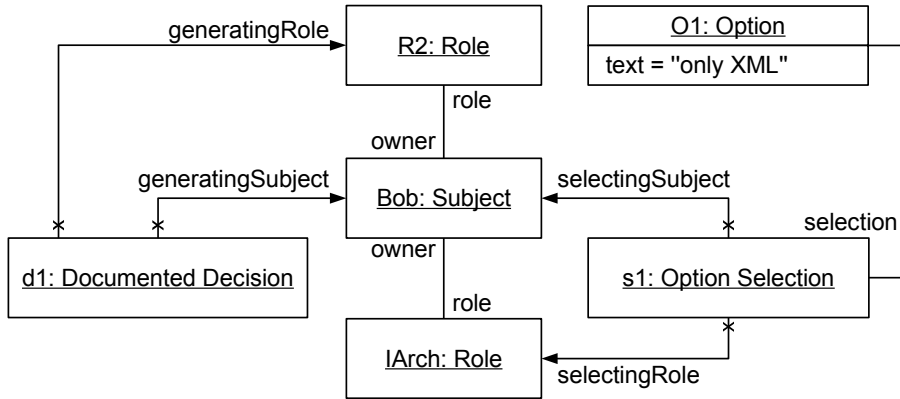 generatingRole
R2: Role
O1: Option
text = "only XML"
role
owner
generatingSubject
Bob: Subject
selectingSubject
selection
owner
d1: Documented Decision
s1: Option Selection
role
IArch: Role
selectingRole